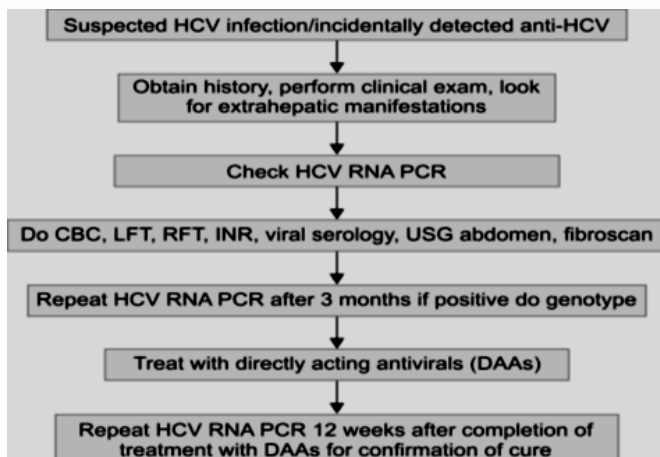 Suspected HCV infection/incidentally detected anti-HCV
Obtain history, perform clinical exam, look
for extrahepatic manifestations
Check HCV RNA PCR
Do CBC, LFT, RFT, INR, viral serology, USG abdomen, fibroscan
Repeat HCV RNA PCR after 3 months if positive do genotype
Treat with directly acting antivirals (DAAs)
Repeat HCV RNA PCR 12 weeks after completion of
treatment with DAAs for confirmation of cure